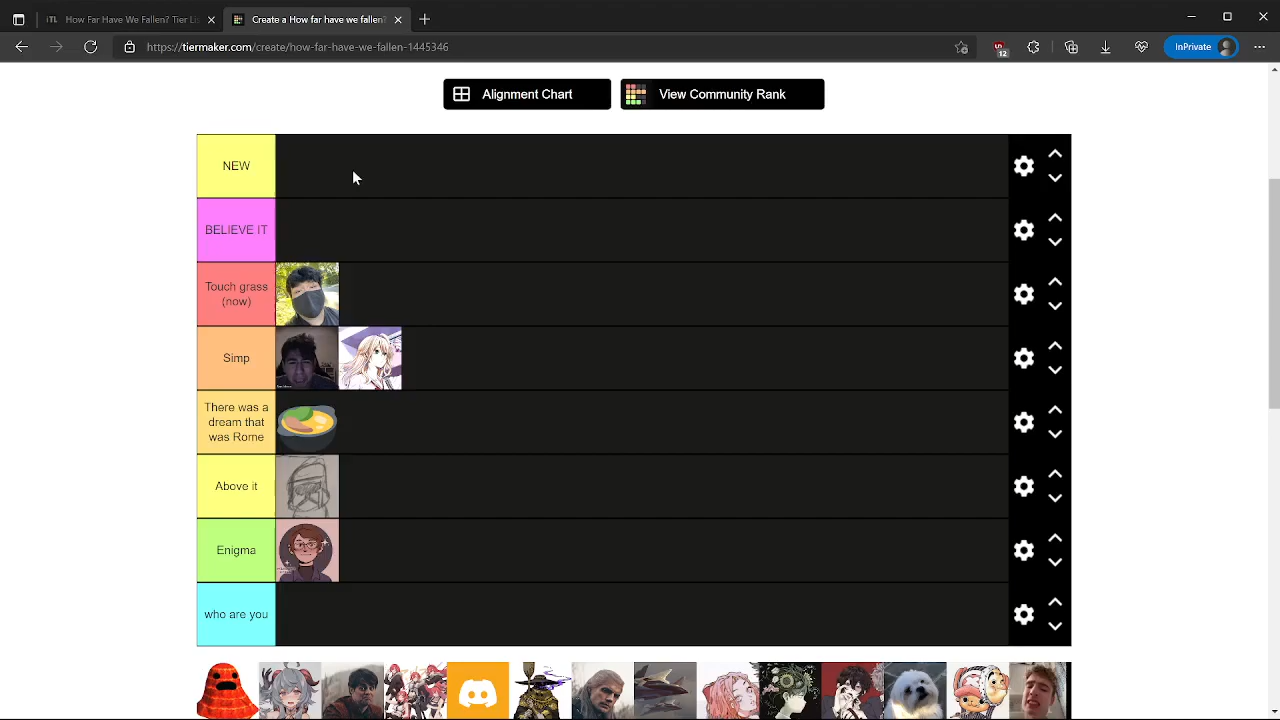 How Far Have We Fallen? Tier Lis
Create a How far have we fallen?
https://tiermaker.com/create/how-far-have-we-fallen-1445346
12
InPrivate
Alignment Chart
View Community Rank
NEW
BELIEVE IT
Touch grass
(now)
Simp
There was a
dream that
was Rome
Above it
Enigma
who are you